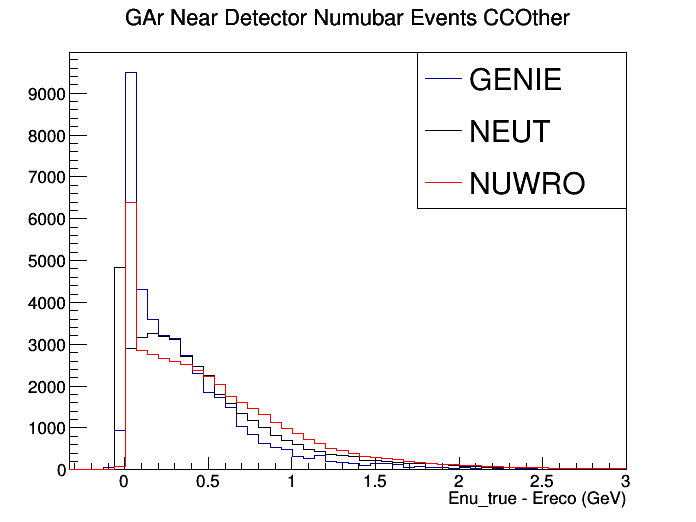 GAr Near Detector Numubar Events CCOther
GENIE
NEUT
NUWRO
9000
8000
7000
6000
5000
4000
3000
2000
1000
0
0 0.5 1 1.5 2 2.5 3
Enu_true - Ereco (GeV)